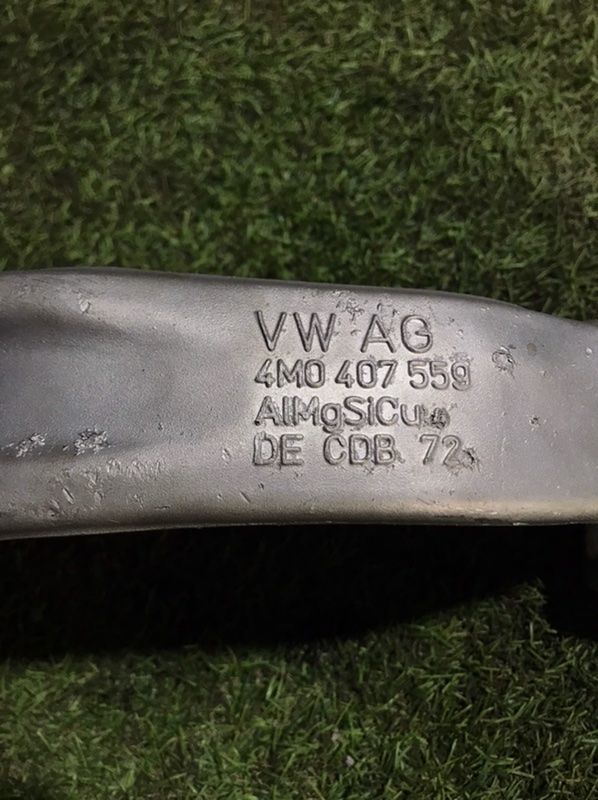 VW AG
4M0 407 559
AlMgSiCu
DE CDB 72